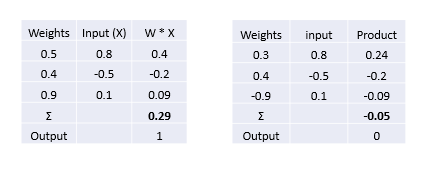 Weights Input (X) W * X
0.5 0.8 0.4
0.4 -0.5 -0.2
0.9 0.1 0.09
Σ 0.29
Output 1
Weights input Product
0.3 0.8 0.24
0.4 -0.5 -0.2
-0.9 0.1 -0.09
Σ -0.05
Output 0